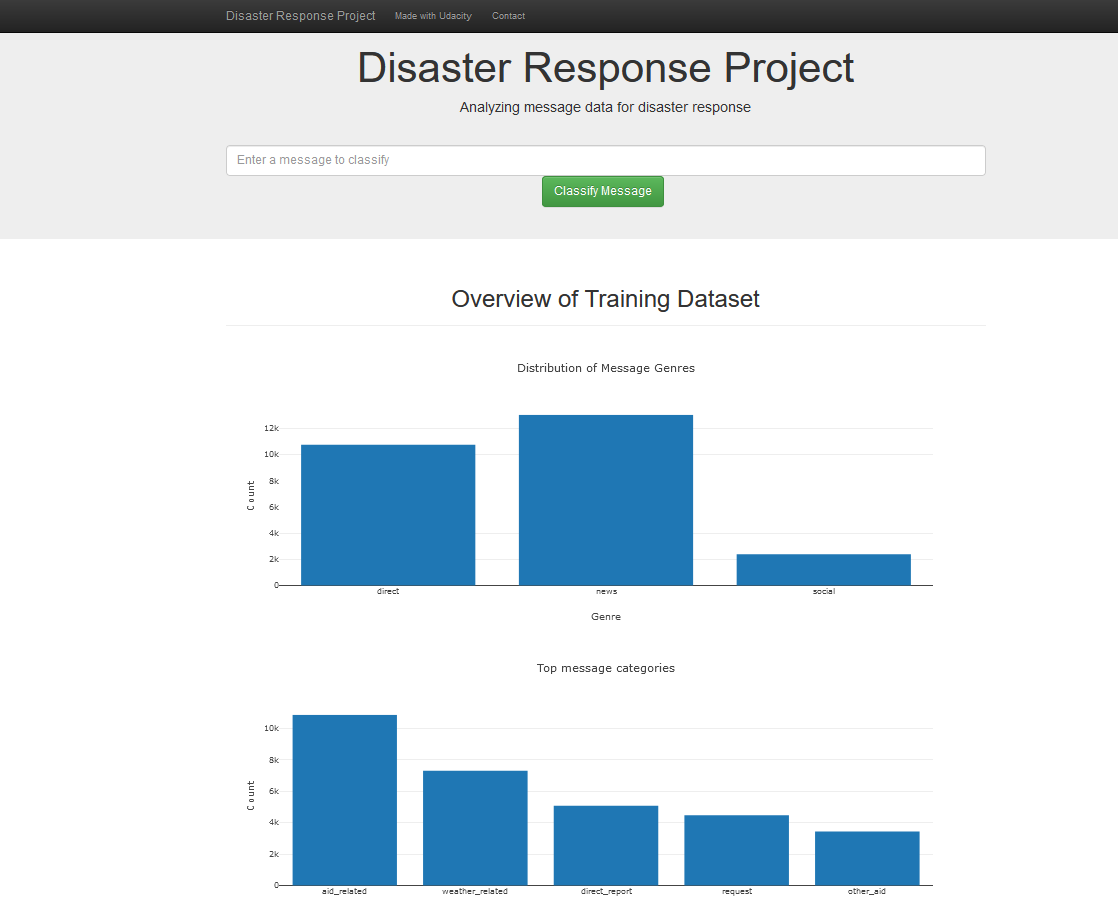 Disaster Response Project Made with Udacity Contact
Disaster Response Project
Analyzing message data for disaster response
Enter a message to classify
Classify Message
Overview of Training Dataset
Distribution of Message Genres
12k
10k
8k
6k
4k
2k
0
Count
direct news social
Genre
Top message categories
10k
8k
6k
4k
2k
0
Count
aid_related weather_related direct_report request other_aid